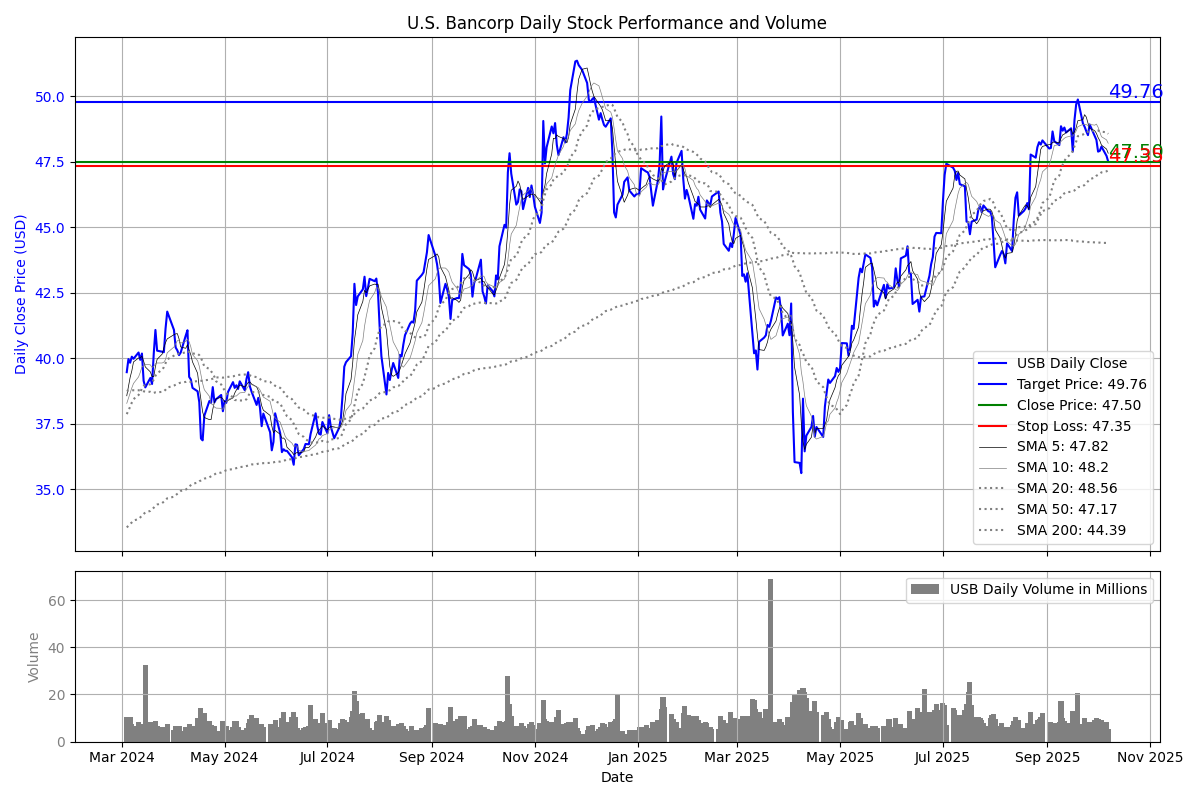 U.S. Bancorp Daily Stock Performance and Volume
Daily Close Price (USD)
50.0
47.5
45.0
42.5
40.0
37.5
35.0
49.76
47.50
47.35
USB Daily Close
Target Price: 49.76
Close Price: 47.50
Stop Loss: 47.35
SMA 5: 47.82
SMA 10: 48.2
SMA 20: 48.56
SMA 50: 47.17
SMA 200: 44.39
Volume
60
40
20
0
USB Daily Volume in Millions
Mar 2024 May 2024 Jul 2024 Sep 2024 Nov 2024 Jan 2025 Mar 2025 May 2025 Jul 2025 Sep 2025 Nov 2025
Date